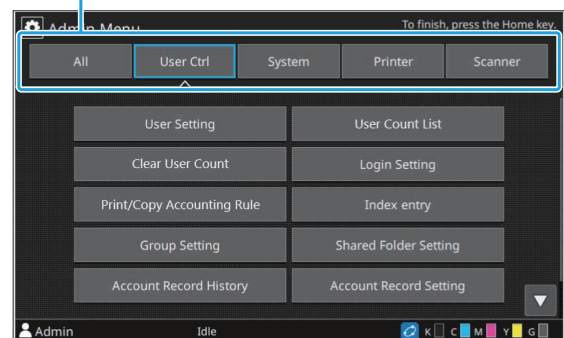 Admin Menu To finish, press the Home key.
All User Ctrl System Printer Scanner
User Setting User Count List
Clear User Count Login Setting
Print/Copy Accounting Rule Index entry
Group Setting Shared Folder Setting
Account Record History Account Record Setting
Admin Idle K C M Y G